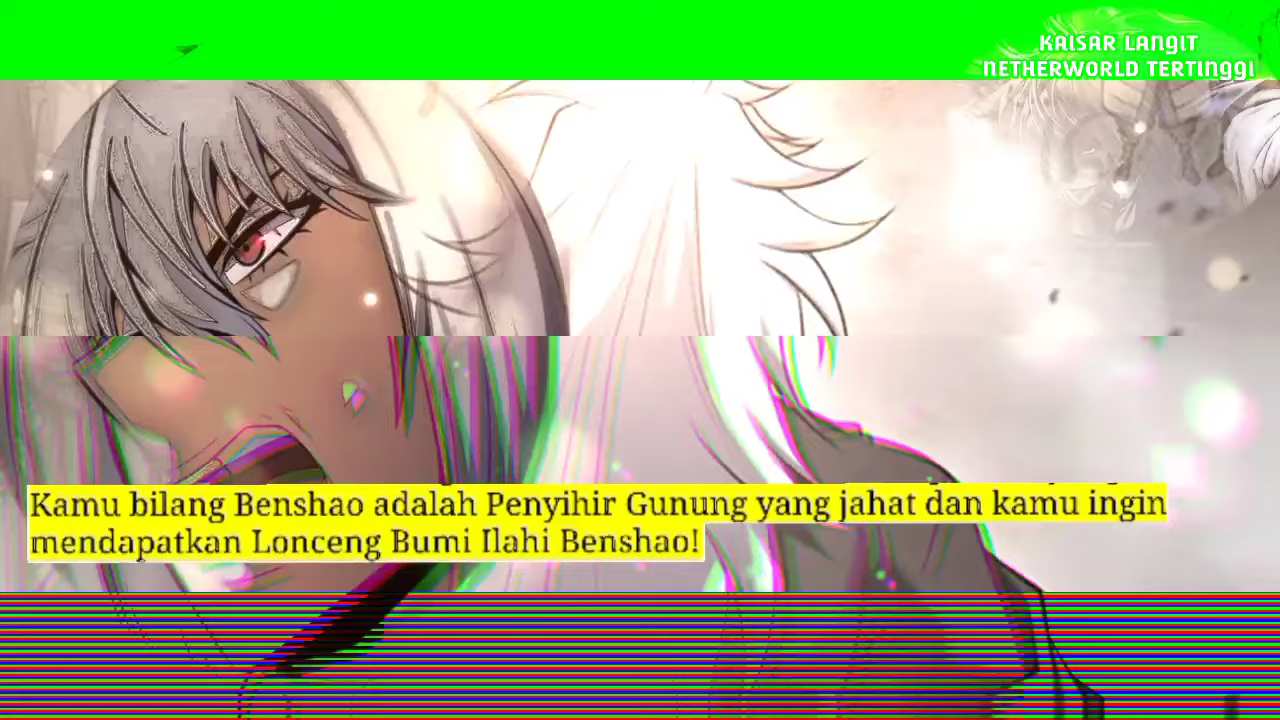 KAISAR LANGIT
NETHERWORLD TERTINGGI
Kamu bilang Benshao adalah Penyihir Gunung yang jahat dan kamu ingin
mendapatkan Lonceng Bumi Ilahi Benshao!